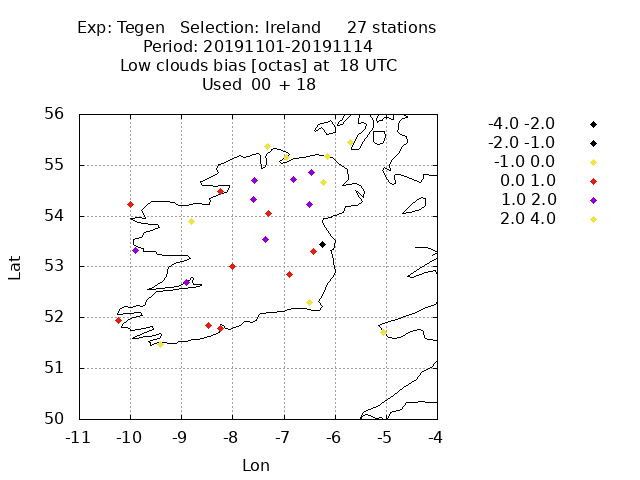 Exp: Tegen   Selection: Ireland     27 stations
Period: 20191101-20191114
Low clouds bias [octas] at  18 UTC
Used  00  + 18
56
55
54
53
52
51
50
Lat
-11 -10 -9 -8 -7 -6 -5 -4
Lon
-4.0 -2.0
-2.0 -1.0
-1.0 0.0
0.0 1.0
1.0 2.0
2.0 4.0